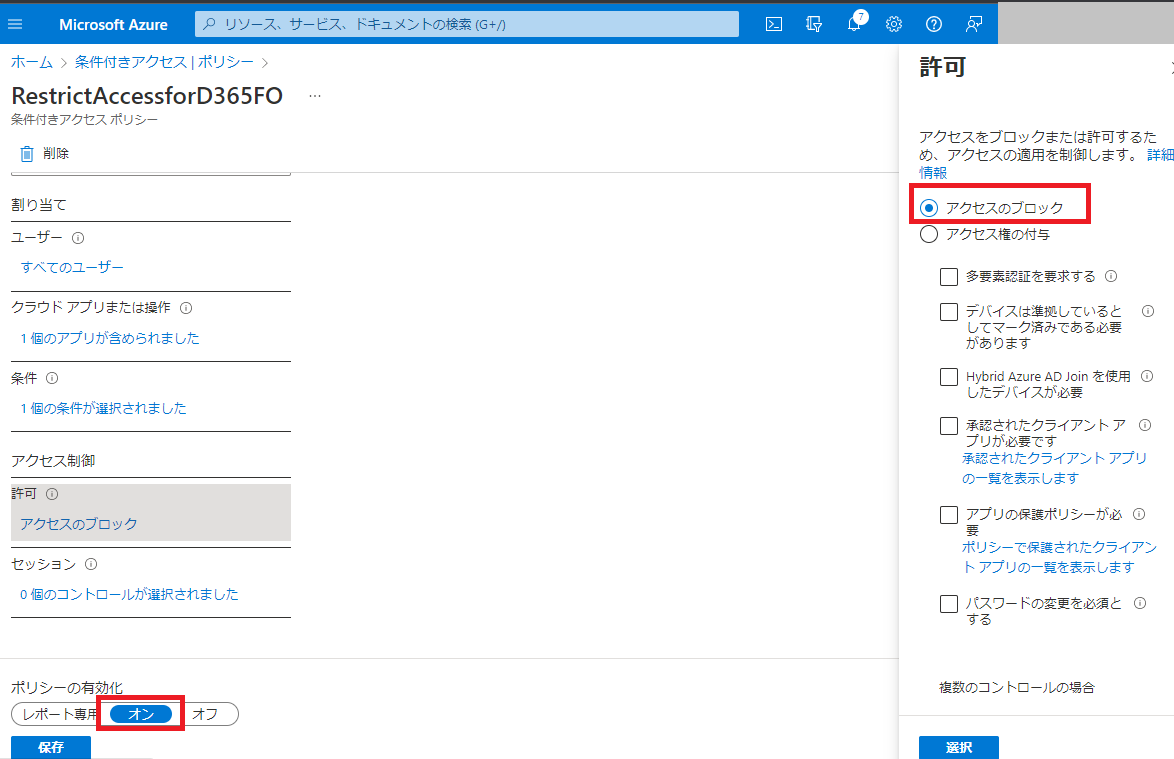 Microsoft Azure
リソース、サービス、ドキュメントの検索 (G+/)
7
ホーム > 条件付きアクセス | ポリシー >
RestrictAccessforD365FO ...
条件付きアクセス ポリシー
削除
割り当て
ユーザー
すべてのユーザー
クラウド アプリまたは操作
1 個のアプリが含められました
条件
1 個の条件が選択されました
アクセス制御
許可
アクセスのブロック
セッション
0 個のコントロールが選択されました
ポリシーの有効化
レポート専用 オン オフ
保存
許可
アクセスをブロックまたは許可するた
め、アクセスの適用を制御します。 詳細
情報
アクセスのブロック
アクセス権の付与
多要素認証を要求する
デバイスは準拠していると
してマーク済みである必要
があります
Hybrid Azure AD Join を使用
したデバイスが必要
承認されたクライアント ア
プリが必要です
承認されたクライアント アプリ
の一覧を表示します
アプリの保護ポリシーが必
要
ポリシーで保護されたクライアン
ト アプリの一覧を表示します
パスワードの変更を必須と
する
複数のコントロールの場合
選択